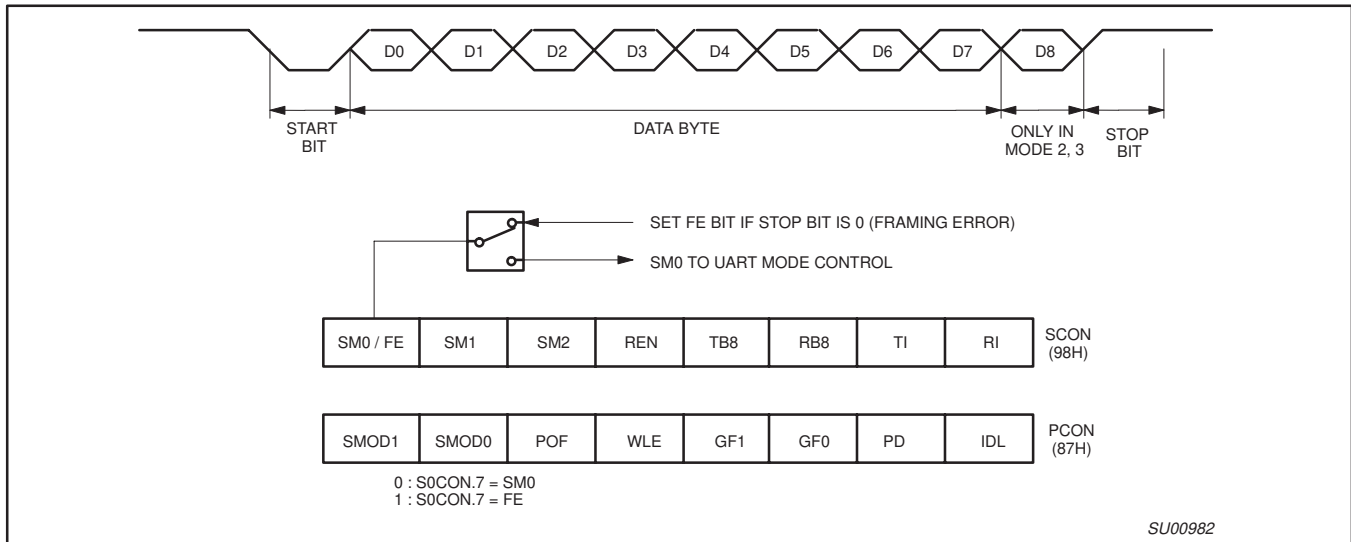 D0 D1 D2 D3 D4 D5 D6 D7 D8
START
BIT
DATA BYTE
ONLY IN
MODE 2, 3
STOP
BIT
SET FE BIT IF STOP BIT IS 0 (FRAMING ERROR)
SM0 TO UART MODE CONTROL
SM0 / FE SM1 SM2 REN TB8 RB8 TI RI
SCON
(98H)
SMOD1 SMOD0 POF WLE GF1 GF0 PD IDL
PCON
(87H)
0 : S0CON.7 = SM0
1 : S0CON.7 = FE
SU00982